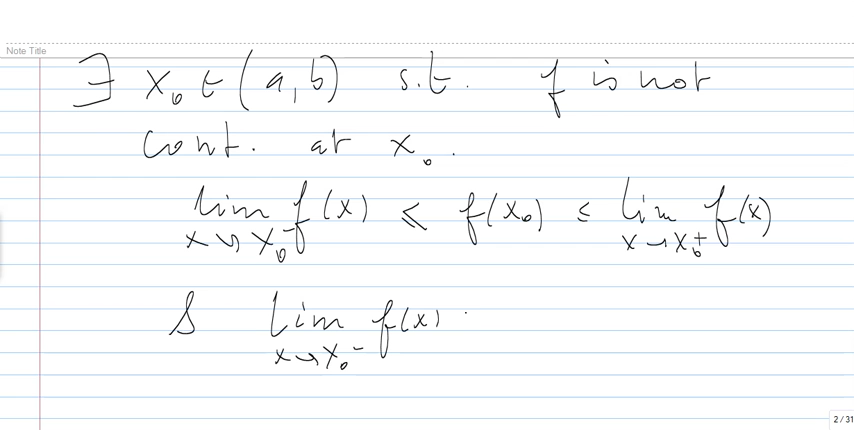 Note Title
∃ x₀ ∈ (a, b) s.t. f is not
cont. at x₀.
lim f(x) ≤ f(x₀) ≤ lim f(x)
x→x₀⁻ x→x₀⁺
& lim f(x).
x→x₀⁻
2 / 31